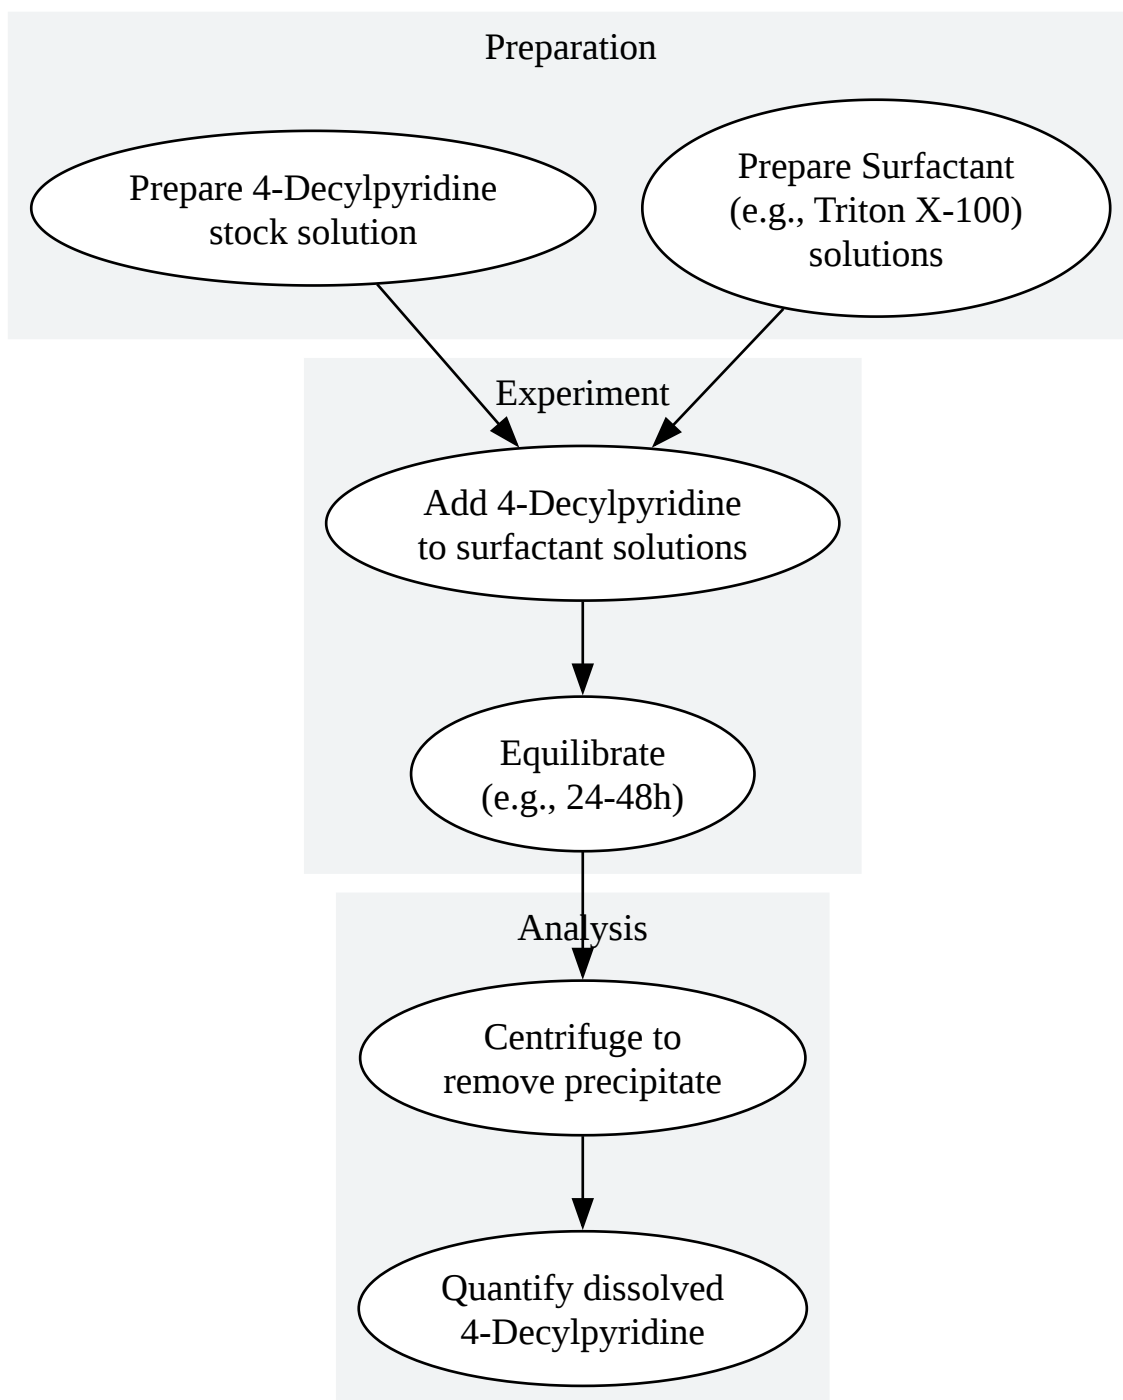 Preparation
Prepare 4-Decylpyridine
stock solution
Prepare Surfactant
(e.g., Triton X-100)
solutions
Experiment
Add 4-Decylpyridine
to surfactant solutions
Equilibrate
(e.g., 24-48h)
Analysis
Centrifuge to
remove precipitate
Quantify dissolved
4-Decylpyridine